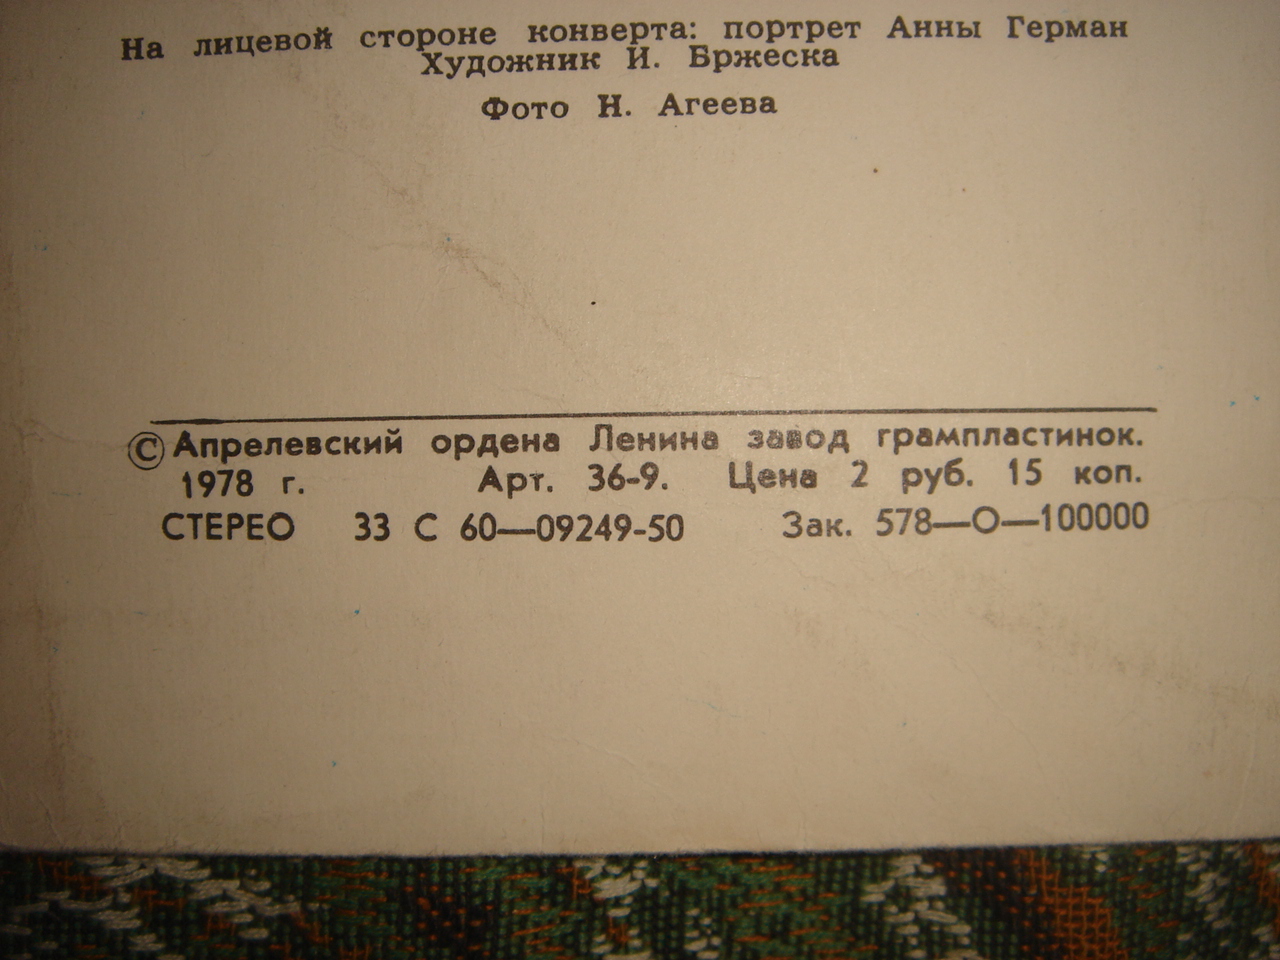 На лицевой стороне конверта: портрет Анны Герман
Художник И. Бржеска
Фото Н. Агеева
© Апрелевский ордена Ленина завод грампластинок.
1978 г. Арт. 36-9. Цена 2 руб. 15 коп.
СТЕРЕО 33 С 60—09249-50 Зак. 578—О—100000